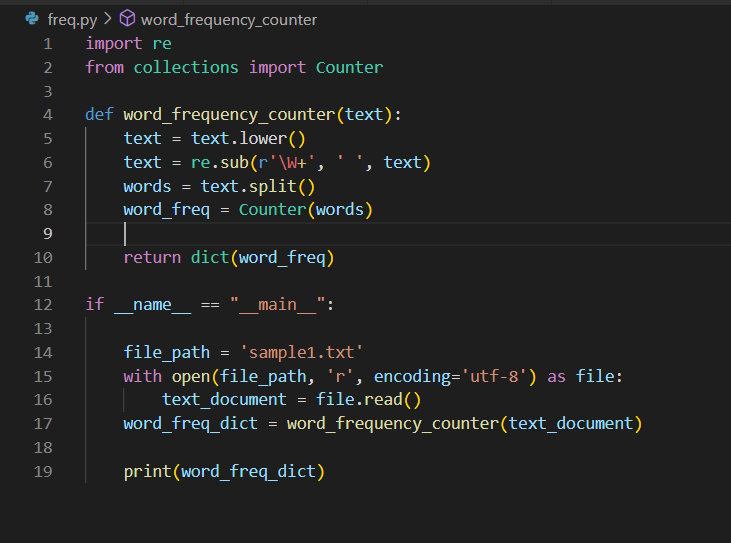 freq.py > word_frequency_counter
1 import re
2 from collections import Counter
3
4 def word_frequency_counter(text):
5     text = text.lower()
6     text = re.sub(r'\W+', ' ', text)
7     words = text.split()
8     word_freq = Counter(words)
9
10     return dict(word_freq)
11
12 if __name__ == "__main__":
13
14     file_path = 'sample1.txt'
15     with open(file_path, 'r', encoding='utf-8') as file:
16         text_document = file.read()
17     word_freq_dict = word_frequency_counter(text_document)
18
19     print(word_freq_dict)